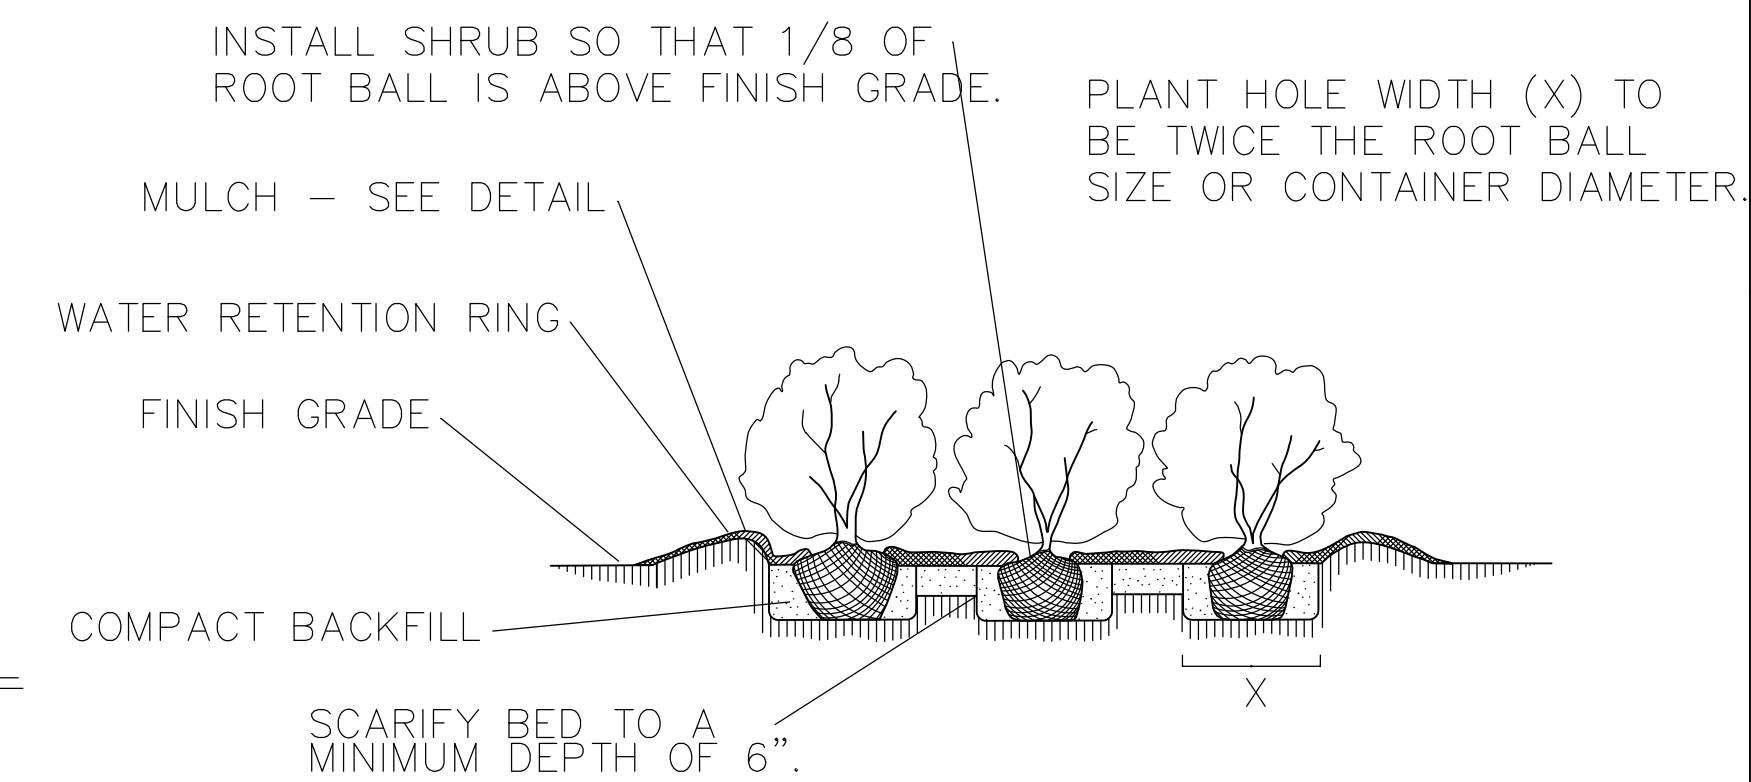 INSTALL SHRUB SO THAT 1/8 OF
ROOT BALL IS ABOVE FINISH GRADE.
PLANT HOLE WIDTH (X) TO
BE TWICE THE ROOT BALL
SIZE OR CONTAINER DIAMETER.
MULCH – SEE DETAIL
WATER RETENTION RING
FINISH GRADE
COMPACT BACKFILL
X
SCARIFY BED TO A
MINIMUM DEPTH OF 6”.